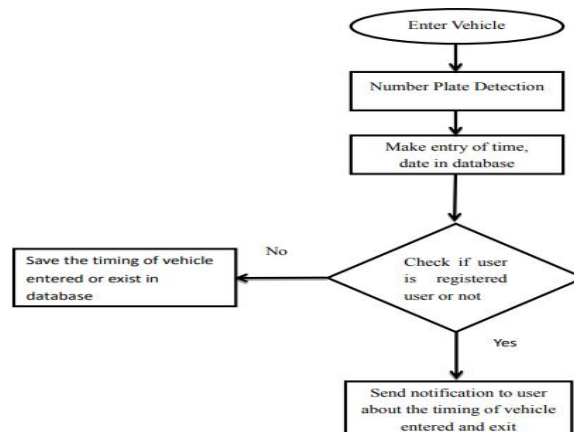 Enter Vehicle
Number Plate Detection
Make entry of time,
date in database
Check if user
is registered
user or not
No
Save the timing of vehicle
entered or exist in
database
Yes
Send notification to user
about the timing of vehicle
entered and exit